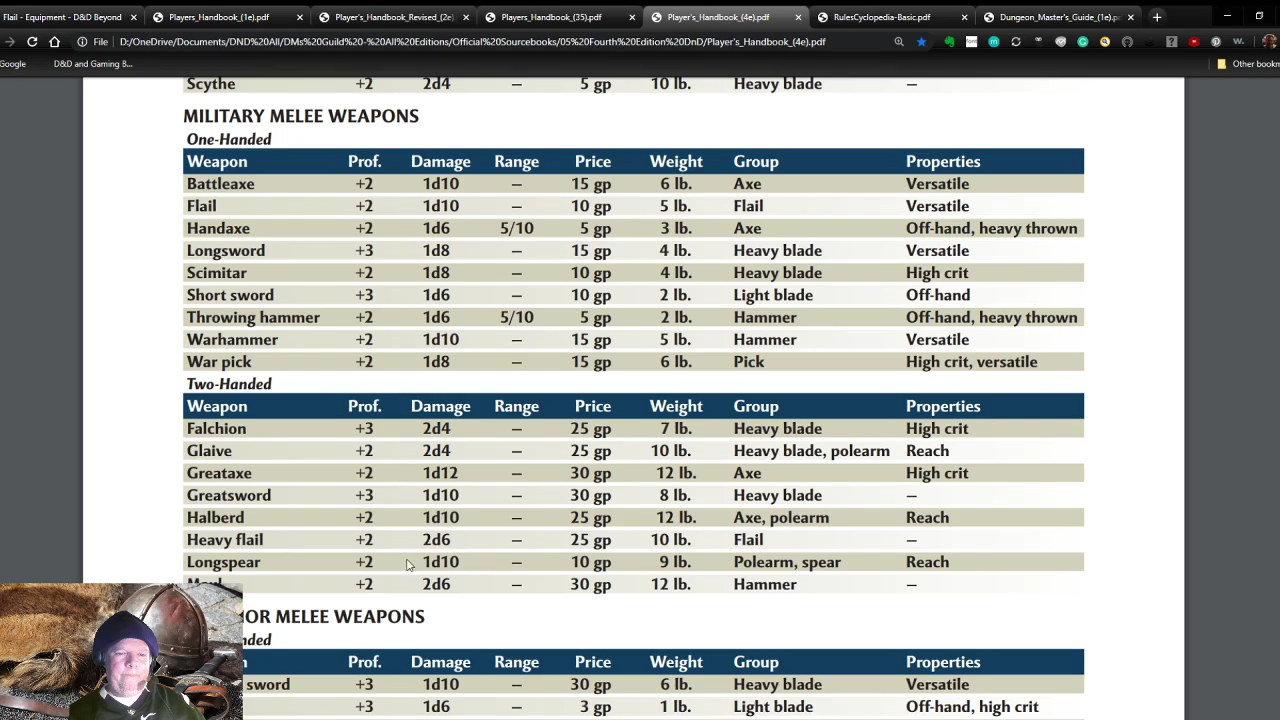 Flail - Equipment - D&D Beyond × Players_Handbook_(1e).pdf × Player's_Handbook_Revised_(2e). × Players_Handbook_(35).pdf × Player's_Handbook_(4e).pdf × RulesCyclopedia-Basic.pdf × Dungeon_Master's_Guide_(1e).pdf ×
File D:/OneDrive/Documents/DND%20All/DMs%20Guild%20-%20All%20Editions/Official%20Sourcebooks/05%20Fourth%20Edition%20DnD/Player's_Handbook_(4e).pdf
Google D&D and Gaming B... Other bookm
Scythe +2 2d4 – 5 gp 10 lb. Heavy blade –
MILITARY MELEE WEAPONS
One-Handed
Weapon Prof. Damage Range Price Weight Group Properties
Battleaxe +2 1d10 – 15 gp 6 lb. Axe Versatile
Flail +2 1d10 – 10 gp 5 lb. Flail Versatile
Handaxe +2 1d6 5/10 5 gp 3 lb. Axe Off-hand, heavy thrown
Longsword +3 1d8 – 15 gp 4 lb. Heavy blade Versatile
Scimitar +2 1d8 – 10 gp 4 lb. Heavy blade High crit
Short sword +3 1d6 – 10 gp 2 lb. Light blade Off-hand
Throwing hammer +2 1d6 5/10 5 gp 2 lb. Hammer Off-hand, heavy thrown
Warhammer +2 1d10 – 15 gp 5 lb. Hammer Versatile
War pick +2 1d8 – 15 gp 6 lb. Pick High crit, versatile
Two-Handed
Weapon Prof. Damage Range Price Weight Group Properties
Falchion +3 2d4 – 25 gp 7 lb. Heavy blade High crit
Glaive +2 2d4 – 25 gp 10 lb. Heavy blade, polearm Reach
Greataxe +2 1d12 – 30 gp 12 lb. Axe High crit
Greatsword +3 1d10 – 30 gp 8 lb. Heavy blade –
Halberd +2 1d10 – 25 gp 12 lb. Axe, polearm Reach
Heavy flail +2 2d6 – 25 gp 10 lb. Flail –
Longspear +2 1d10 – 10 gp 9 lb. Polearm, spear Reach
+2 2d6 – 30 gp 12 lb. Hammer –
OR MELEE WEAPONS
nded
n Prof. Damage Range Price Weight Group Properties
sword +3 1d10 – 30 gp 6 lb. Heavy blade Versatile
+3 1d6 – 3 gp 1 lb. Light blade Off-hand, high crit